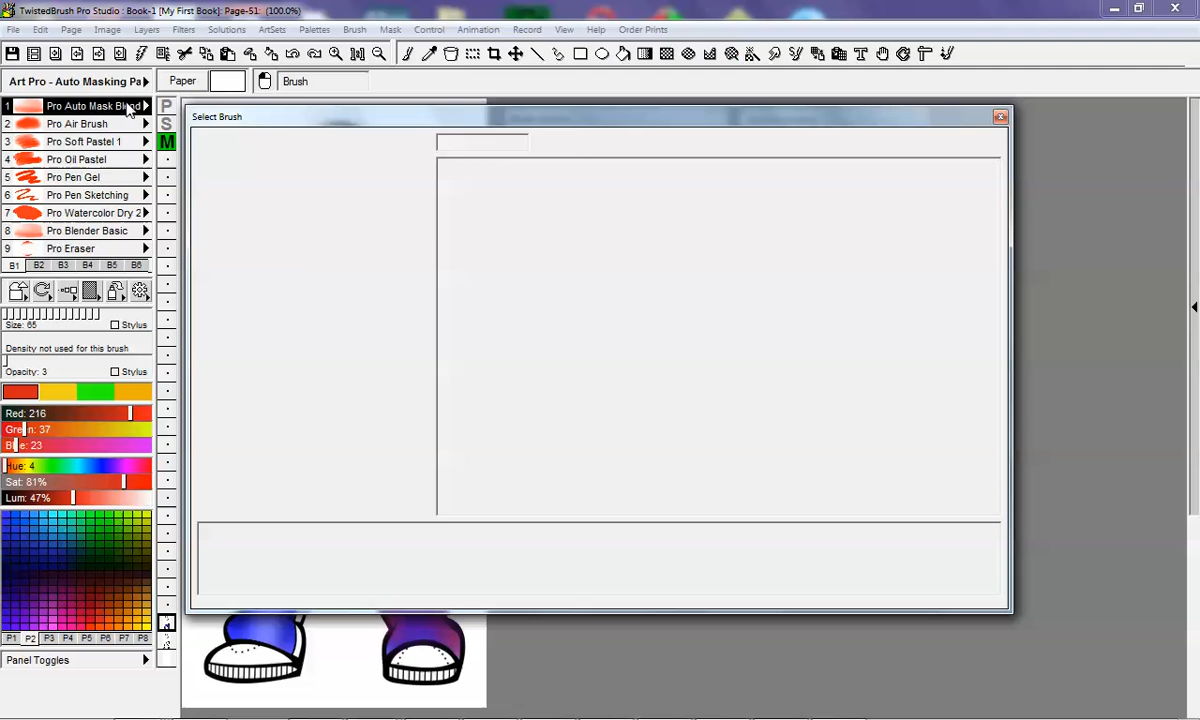 TwistedBrush Pro Studio : Book-1 [My First Book]: Page-51: (100.0%)
File Edit Page Image Layers Filters Solutions ArtSets Palettes Brush Mask Control Animation Record View Help Order Prints
Art Pro - Auto Masking Pa
Paper
Brush
1 Pro Auto Mask Blend
P
2 Pro Air Brush
S
3 Pro Soft Pastel 1
M
4 Pro Oil Pastel
5 Pro Pen Gel
6 Pro Pen Sketching
7 Pro Watercolor Dry 2
8 Pro Blender Basic
9 Pro Eraser
B1 B2 B3 B4 B5 B6
Select Brush
Size: 65
Stylus
Density not used for this brush
Opacity: 3
Stylus
Red: 216
Green: 37
Blue: 23
Hue: 4
Sat: 81%
Lum: 47%
P1 P2 P3 P4 P5 P6 P7 P8
Panel Toggles